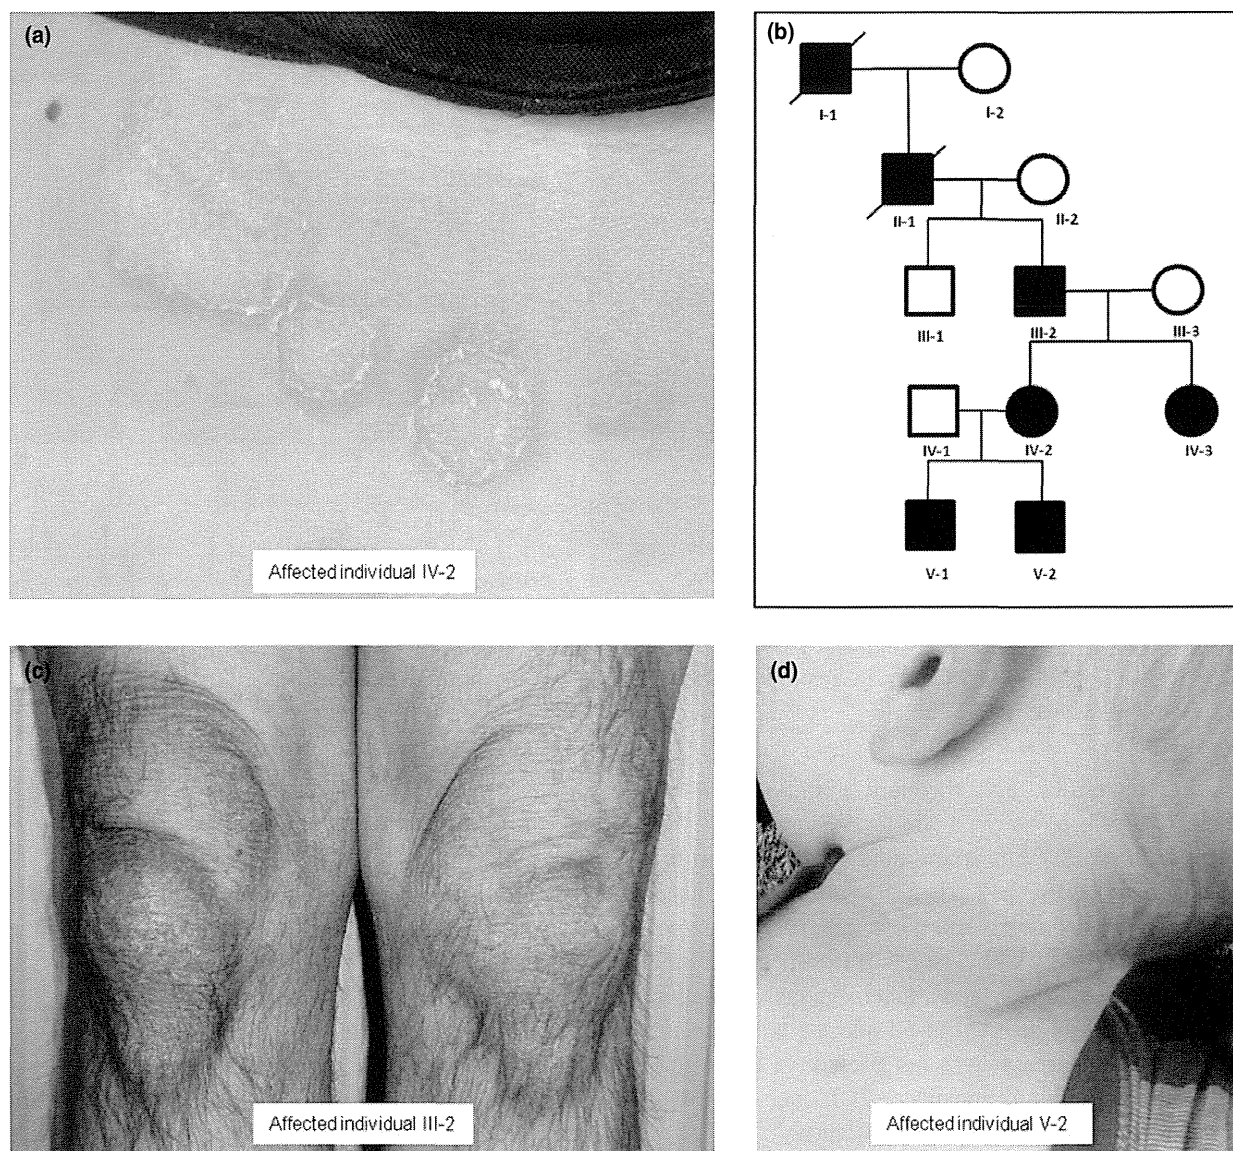 (a)
Affected individual IV-2
(b)
I-1
I-2
II-1
II-2
III-1
III-2
III-3
IV-1
IV-2
IV-3
V-1
V-2
(c)
Affected individual III-2
(d)
Affected individual V-2